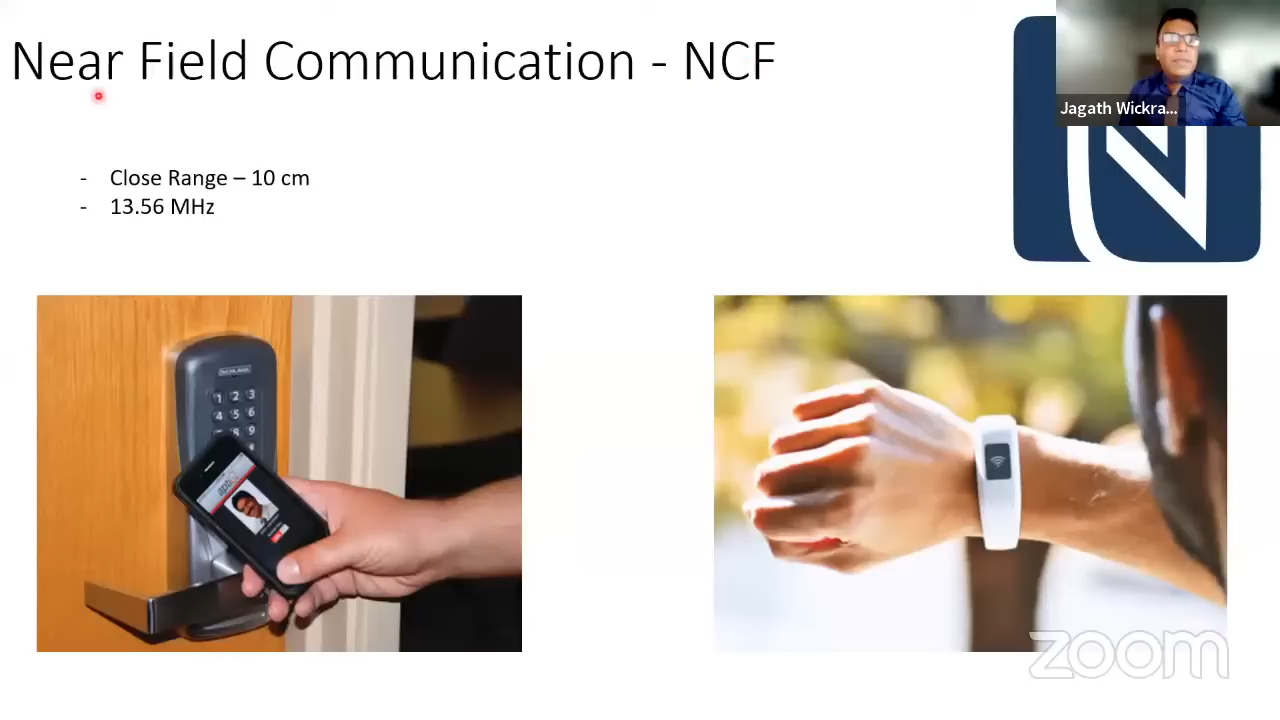 Near Field Communication - NCF
Jagath Wickra...
- Close Range – 10 cm
- 13.56 MHz
SCHLAGE
1 2 3
4 5 6
8 9
zoom